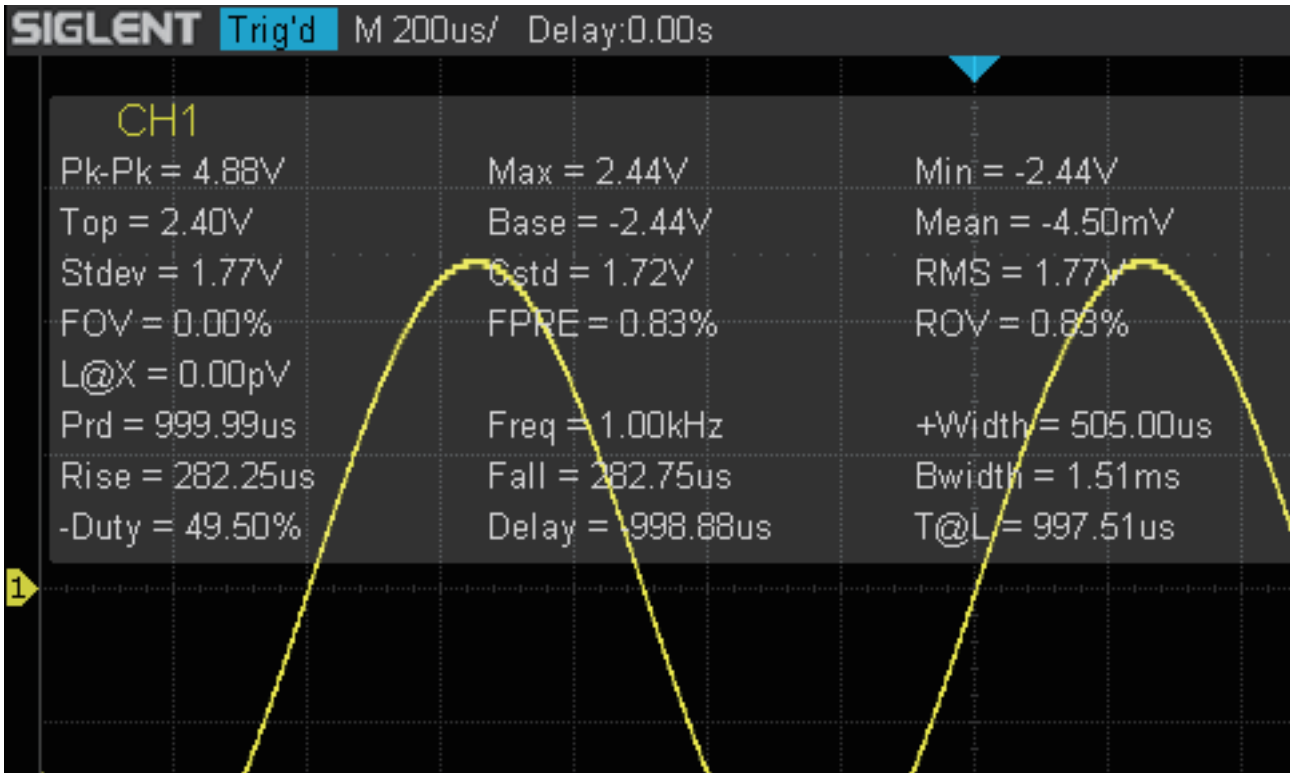 SIGLENT Trig'd M 200us/ Delay:0.00s
CH1
Pk-Pk = 4.88V Max = 2.44V Min = -2.44V
Top = 2.40V Base = -2.44V Mean = -4.50mV
Stdev = 1.77V Cstd = 1.72V RMS = 1.77V
FOV = 0.00% FPRE = 0.83% ROV = 0.83%
L@X = 0.00pV
Prd = 999.99us Freq = 1.00kHz +Width = 505.00us
Rise = 282.25us Fall = 282.75us Bwidth = 1.51ms
-Duty = 49.50% Delay = -998.88us T@L = 997.51us
1